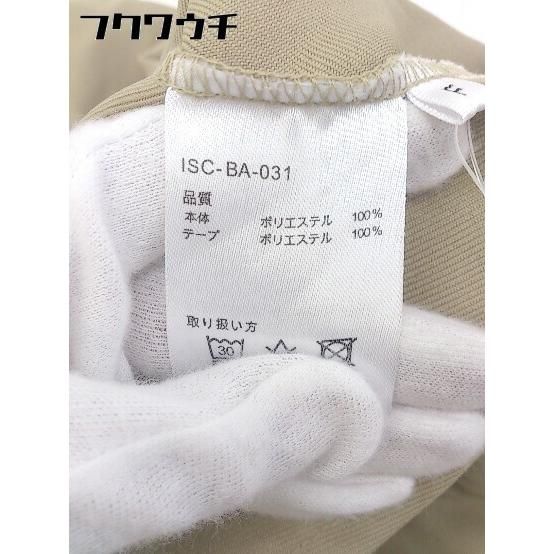 フクワウチ
ISC-BA-031
品質
本体 ポリエステル 100%
テープ ポリエステル 100%
取り扱い方
30